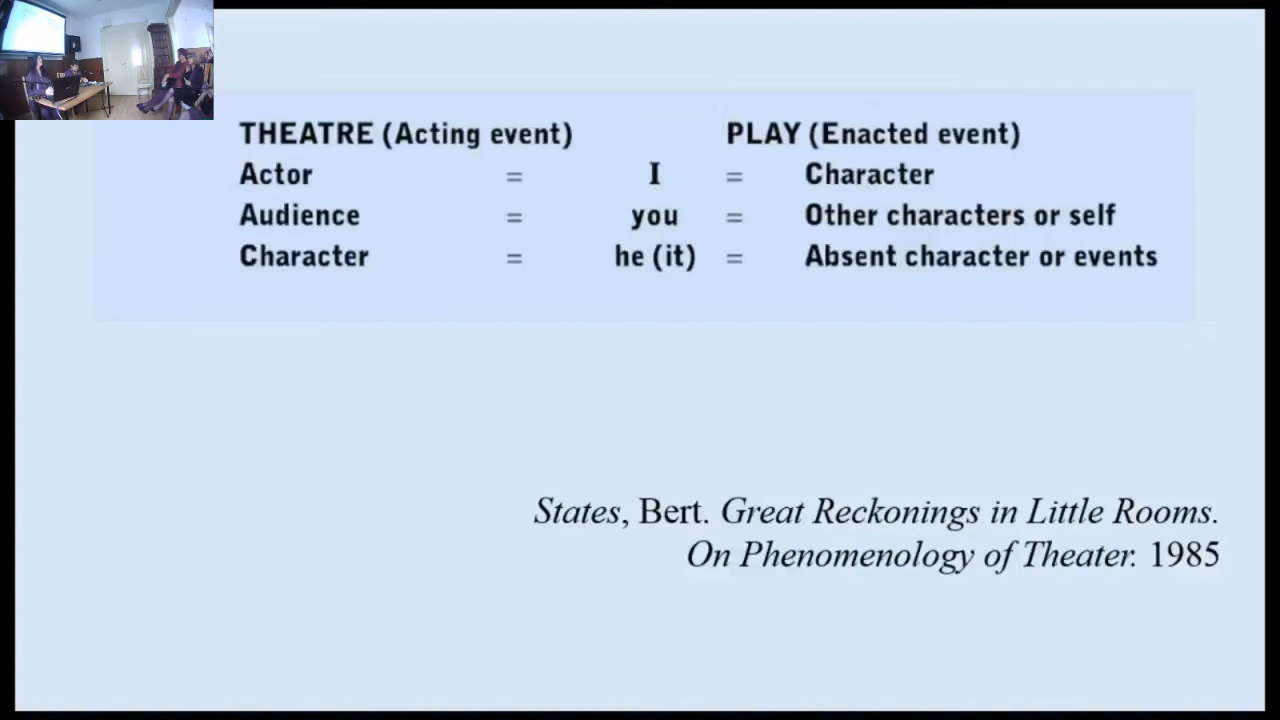 THEATRE (Acting event) PLAY (Enacted event)
Actor = I = Character
Audience = you = Other characters or self
Character = he (it) = Absent character or events
States, Bert. Great Reckonings in Little Rooms.
On Phenomenology of Theater. 1985